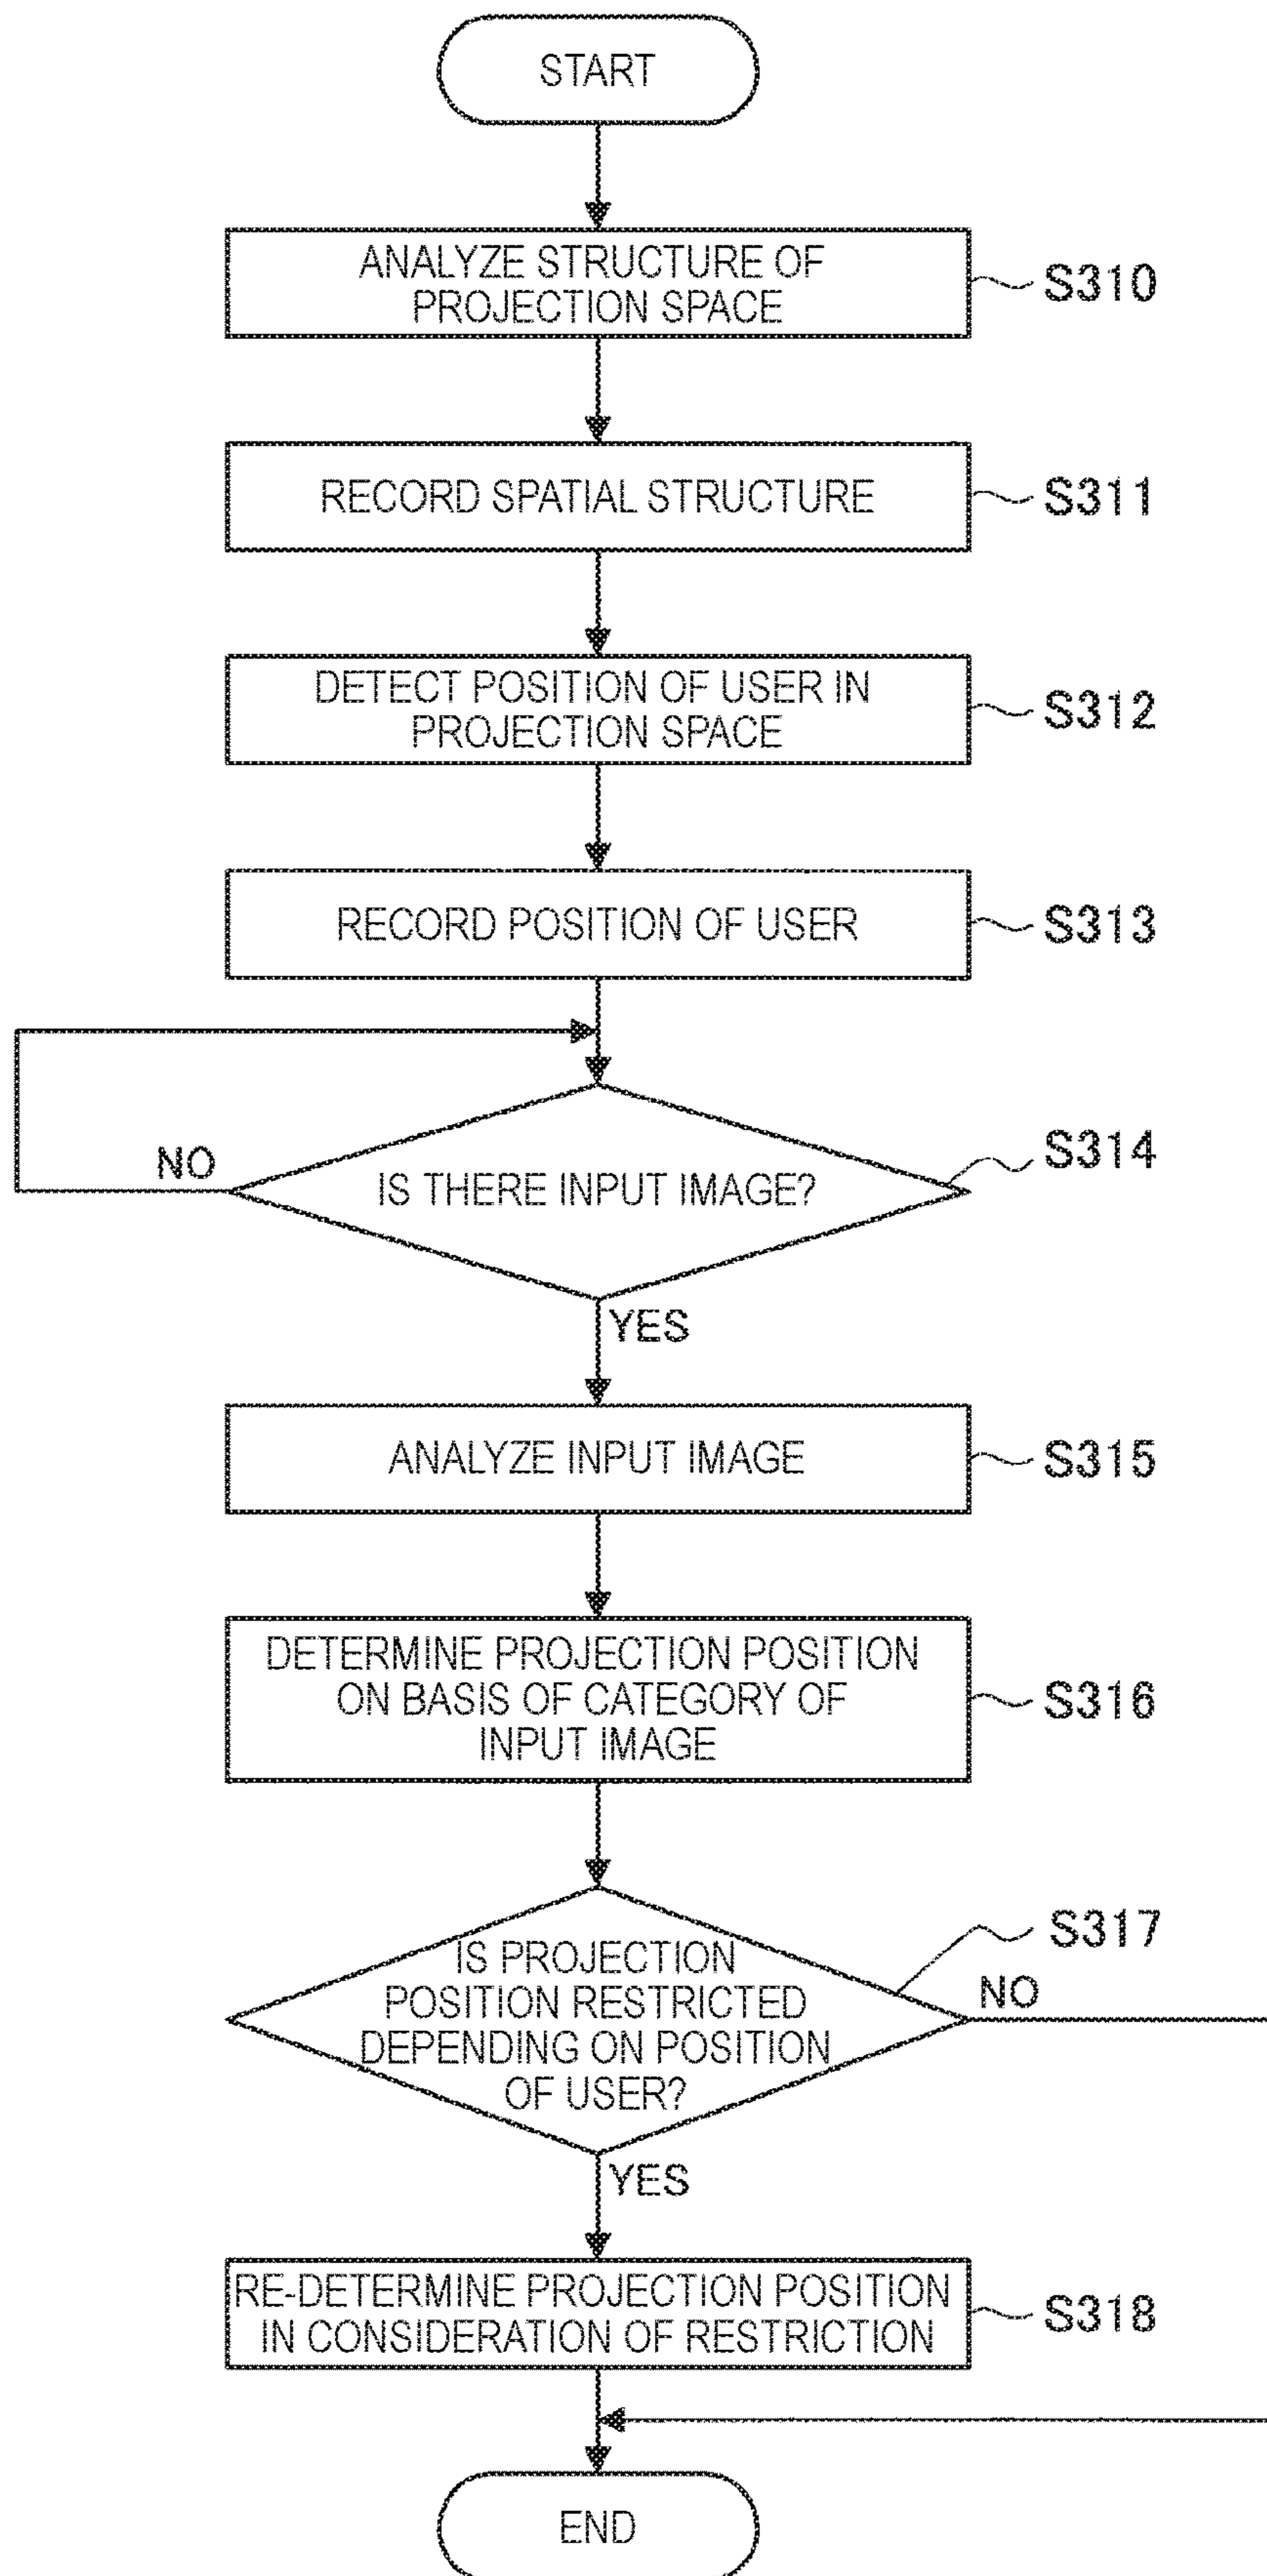 START
ANALYZE STRUCTURE OF
PROJECTION SPACE
S310
RECORD SPATIAL STRUCTURE
S311
DETECT POSITION OF USER IN
PROJECTION SPACE
S312
RECORD POSITION OF USER
S313
IS THERE INPUT IMAGE?
S314
NO
YES
ANALYZE INPUT IMAGE
S315
DETERMINE PROJECTION POSITION
ON BASIS OF CATEGORY OF
INPUT IMAGE
S316
IS PROJECTION
POSITION RESTRICTED
DEPENDING ON POSITION
OF USER?
S317
NO
YES
RE-DETERMINE PROJECTION POSITION
IN CONSIDERATION OF RESTRICTION
S318
END